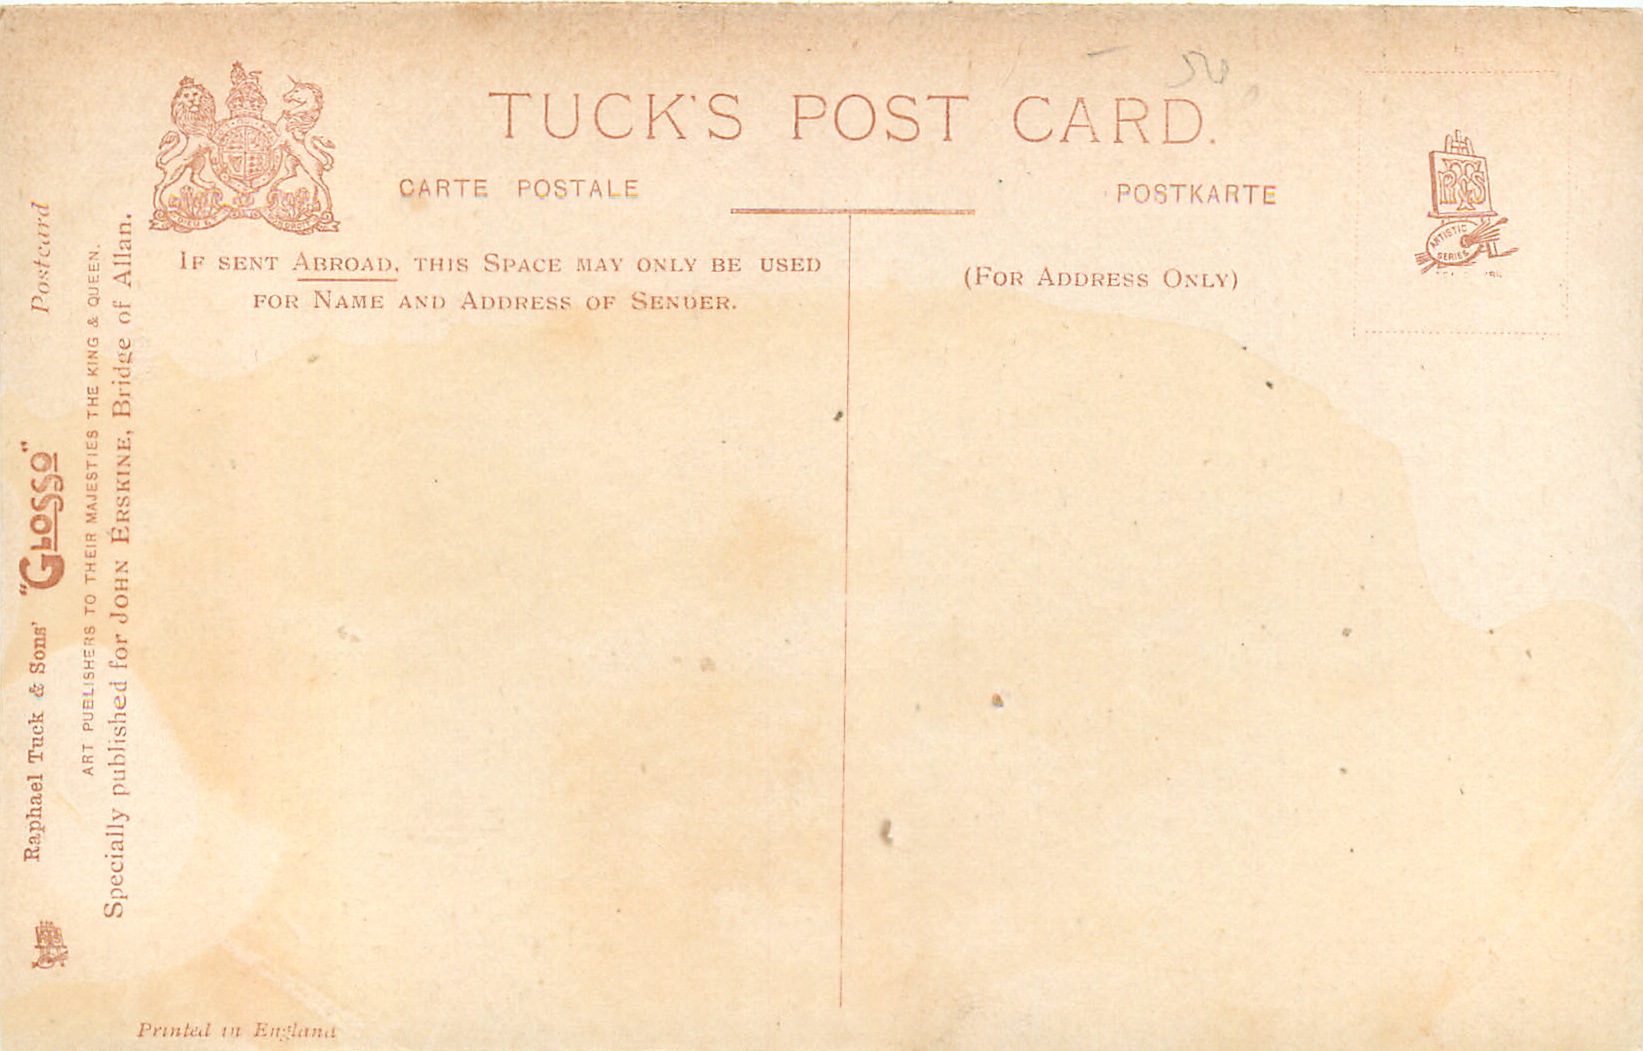 TUCK'S POST CARD.
CARTE POSTALE
POSTKARTE
IF SENT ABROAD, THIS SPACE MAY ONLY BE USED
FOR NAME AND ADDRESS OF SENDER.
(FOR ADDRESS ONLY)
ARTISTIC
SERIES
Raphael Tuck & Sons' "GLOSSO" Postcard
ART PUBLISHERS TO THEIR MAJESTIES THE KING & QUEEN.
Specially published for JOHN ERSKINE, Bridge of Allan.
Printed in England